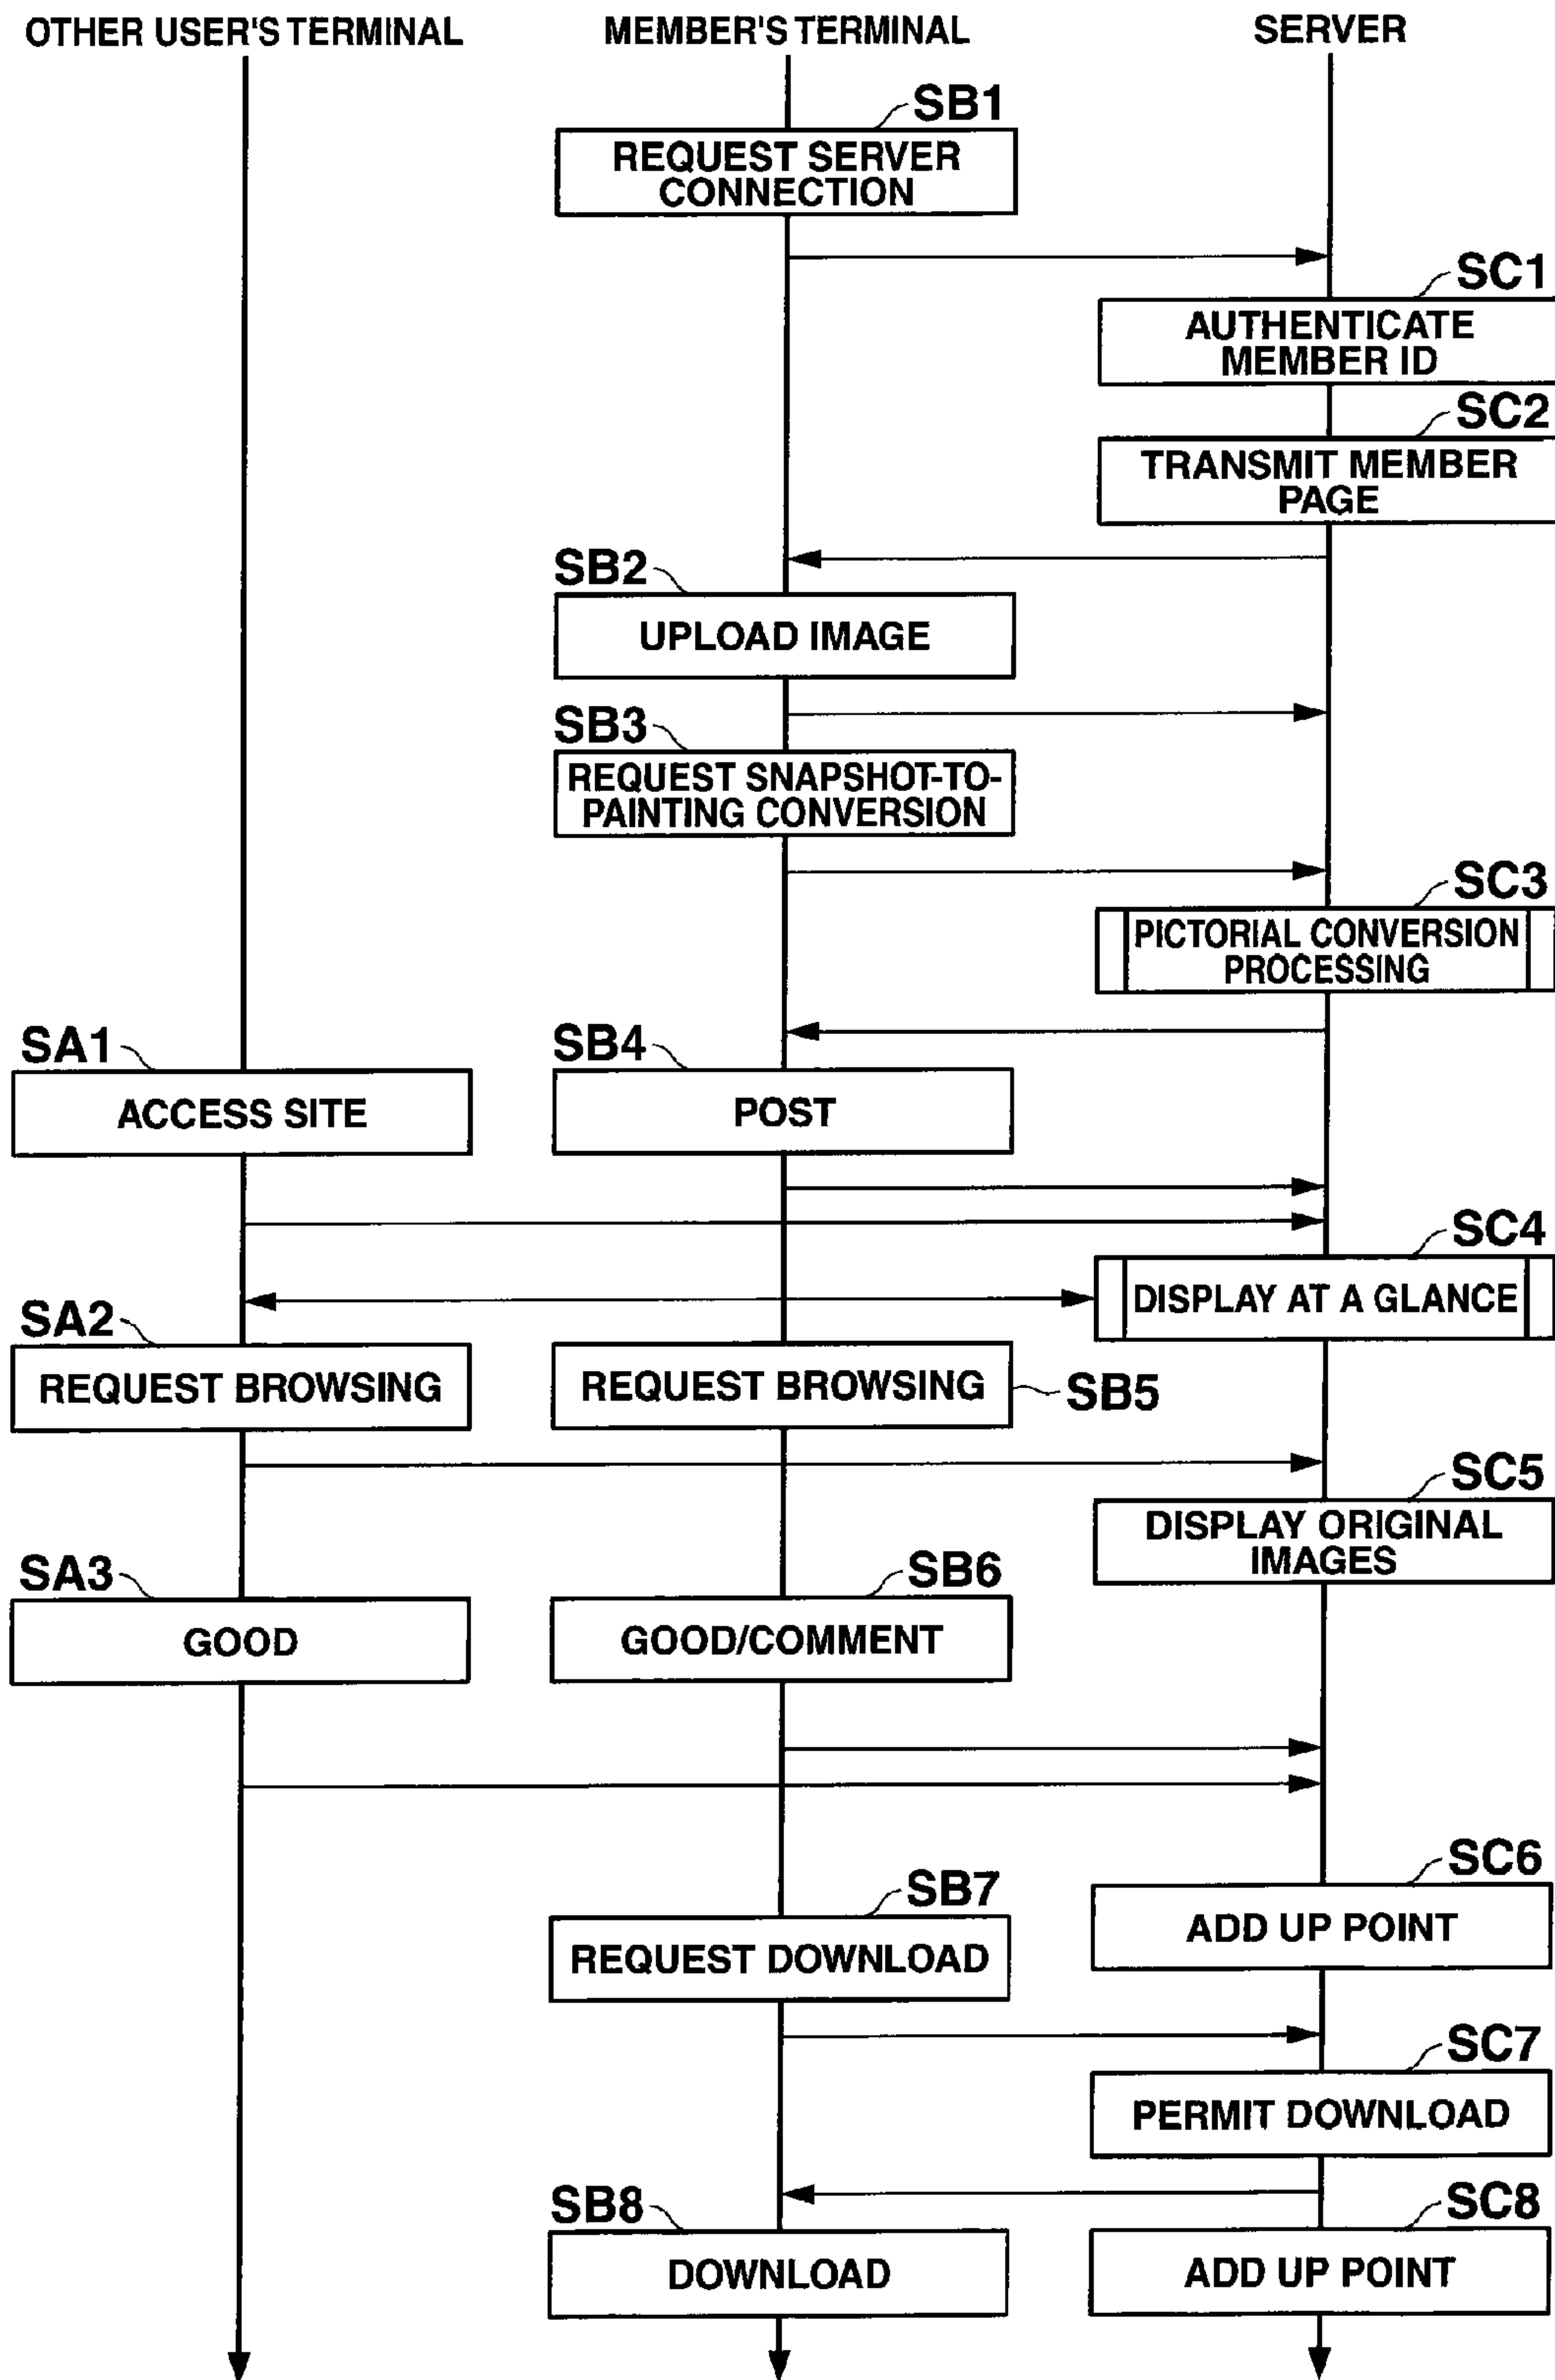 OTHER USER'S TERMINAL
MEMBER'S TERMINAL
SERVER
SB1
REQUEST SERVER
CONNECTION
SC1
AUTHENTICATE
MEMBER ID
SC2
TRANSMIT MEMBER
PAGE
SB2
UPLOAD IMAGE
SB3
REQUEST SNAPSHOT-TO-
PAINTING CONVERSION
SC3
PICTORIAL CONVERSION
PROCESSING
SA1
ACCESS SITE
SB4
POST
SC4
DISPLAY AT A GLANCE
SA2
REQUEST BROWSING
REQUEST BROWSING
SB5
SC5
DISPLAY ORIGINAL
IMAGES
SA3
GOOD
SB6
GOOD/COMMENT
SC6
ADD UP POINT
SB7
REQUEST DOWNLOAD
SC7
PERMIT DOWNLOAD
SB8
DOWNLOAD
SC8
ADD UP POINT